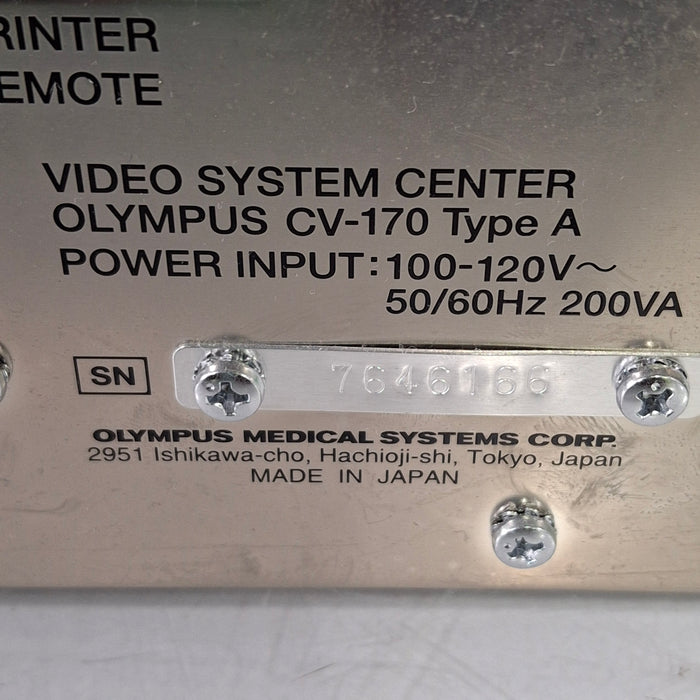 RINTER
EMOTE
VIDEO SYSTEM CENTER
OLYMPUS CV-170 Type A
POWER INPUT:100-120V~
50/60Hz 200VA
SN 7646166
OLYMPUS MEDICAL SYSTEMS CORP.
2951 Ishikawa-cho, Hachioji-shi, Tokyo, Japan
MADE IN JAPAN